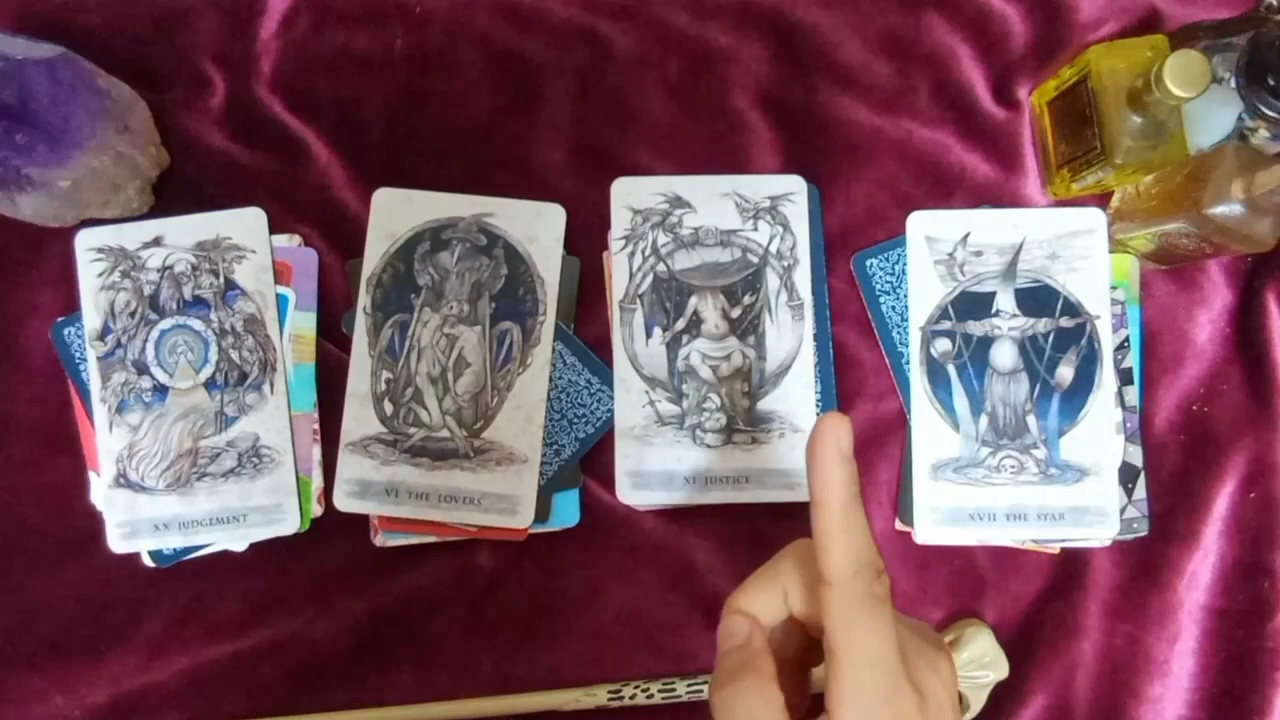 XX JUDGEMENT
VI THE LOVERS
XI JUSTICE
XVII THE STAR